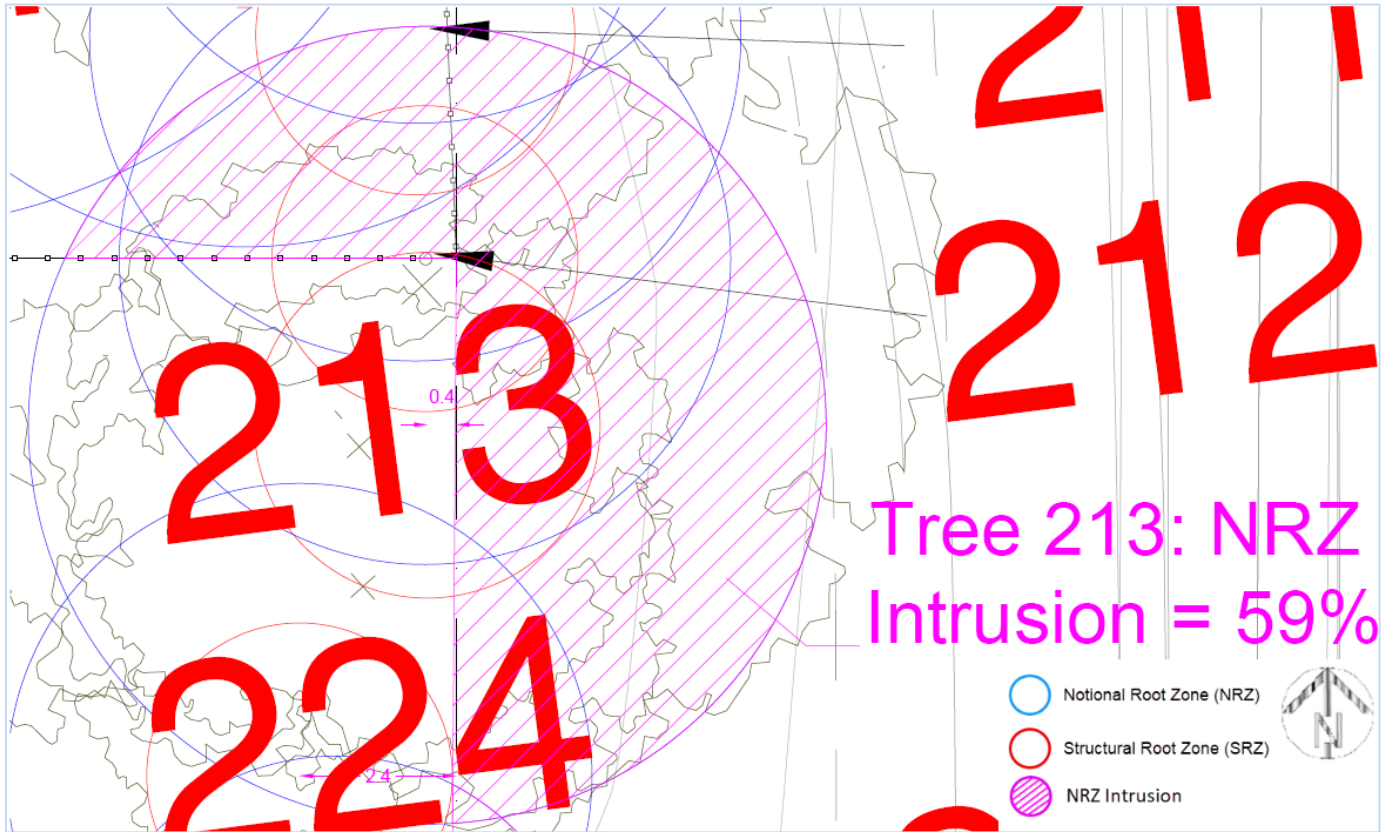 212
213
0.4
Tree 213: NRZ
Intrusion = 59%
224
2.4
Notional Root Zone (NRZ)
Structural Root Zone (SRZ)
NRZ Intrusion
N